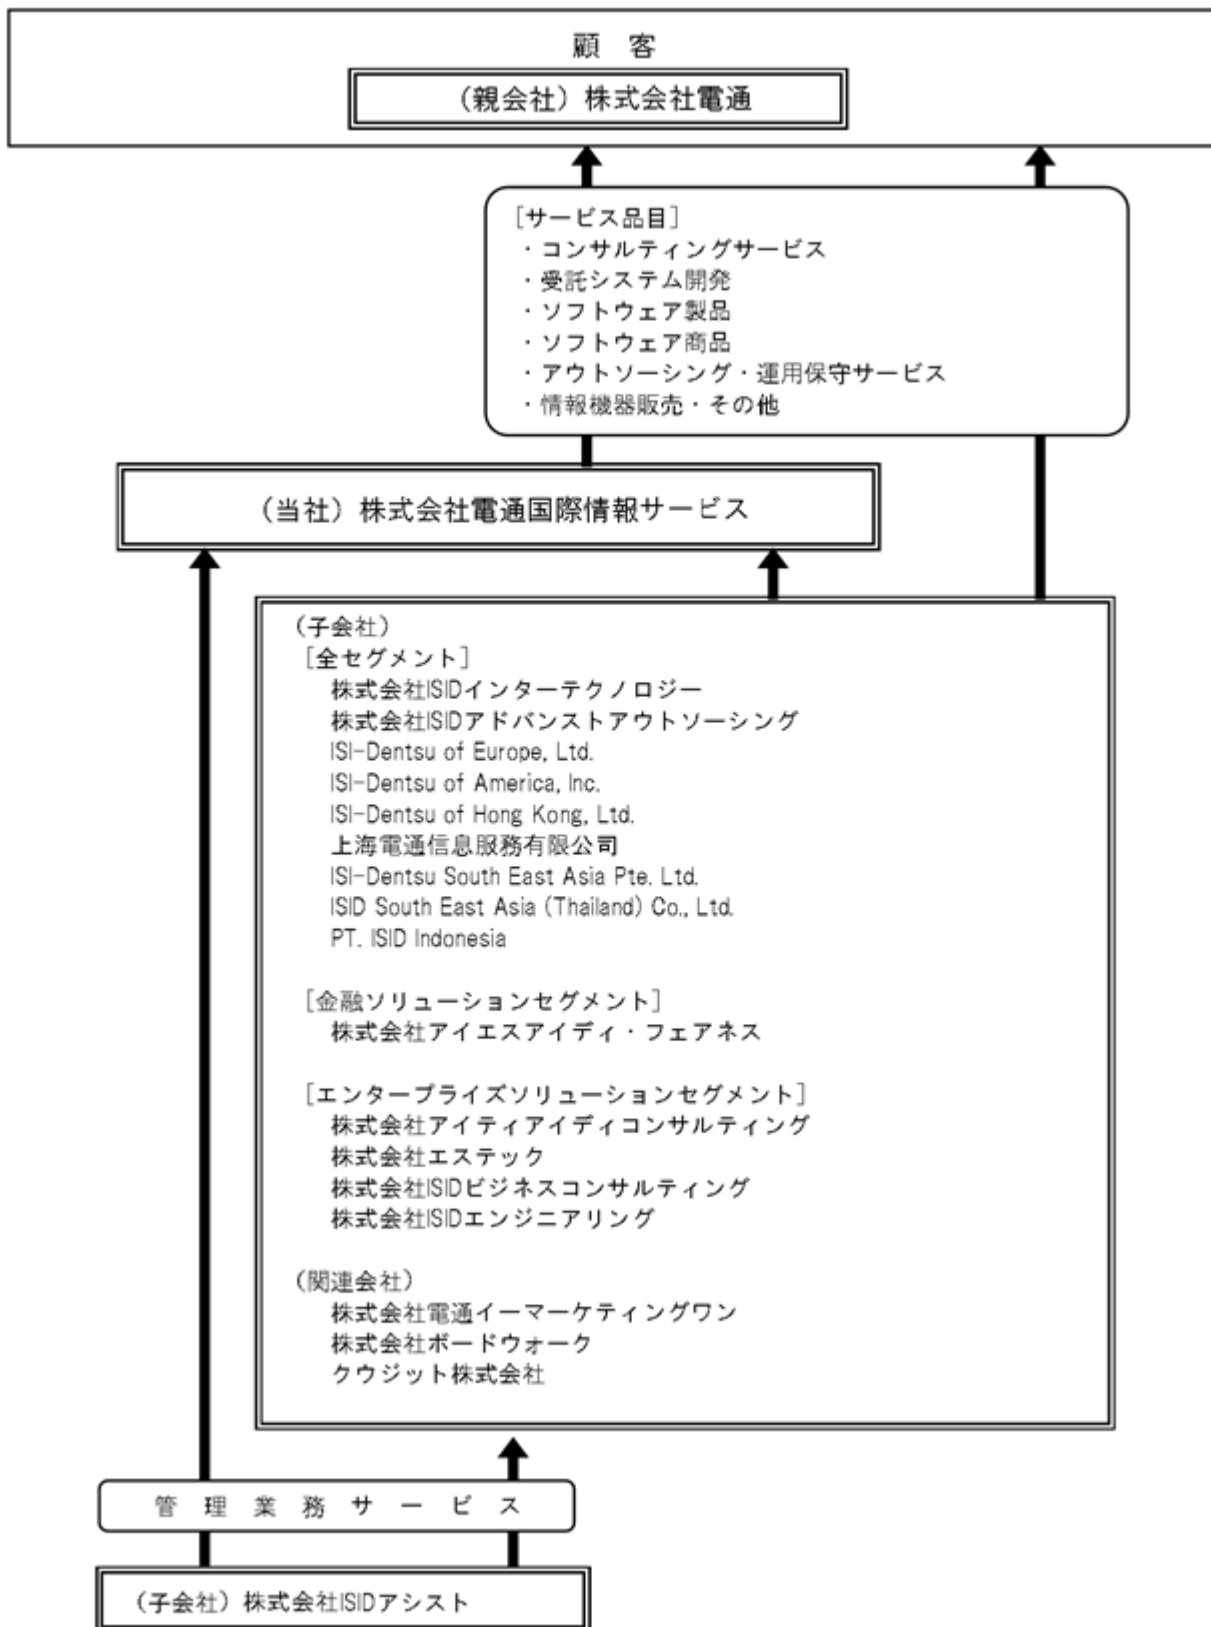 顧 客
（親会社）株式会社電通
［サービス品目］
・コンサルティングサービス
・受託システム開発
・ソフトウェア製品
・ソフトウェア商品
・アウトソーシング・運用保守サービス
・情報機器販売・その他
（当社）株式会社電通国際情報サービス
（子会社）
［全セグメント］
株式会社ISIDインターテクノロジー
株式会社ISIDアドバンストアウトソーシング
ISI-Dentsu of Europe, Ltd.
ISI-Dentsu of America, Inc.
ISI-Dentsu of Hong Kong, Ltd.
上海電通信息服務有限公司
ISI-Dentsu South East Asia Pte. Ltd.
ISID South East Asia (Thailand) Co., Ltd.
PT. ISID Indonesia
［金融ソリューションセグメント］
株式会社アイエスアイディ・フェアネス
［エンタープライズソリューションセグメント］
株式会社アイティアイディコンサルティング
株式会社エステック
株式会社ISIDビジネスコンサルティング
株式会社ISIDエンジニアリング
（関連会社）
株式会社電通イーマーケティングワン
株式会社ボードウォーク
クウジット株式会社
管 理 業 務 サ ー ビ ス
（子会社）株式会社ISIDアシスト